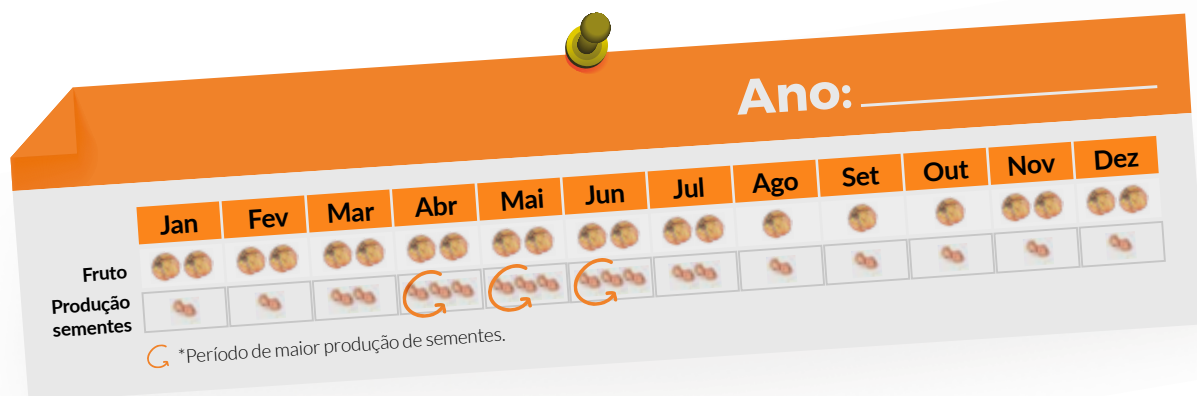 Ano:
Jan Fev Mar Abr Mai Jun Jul Ago Set Out Nov Dez
Fruto
Produção
sementes
*Período de maior produção de sementes.